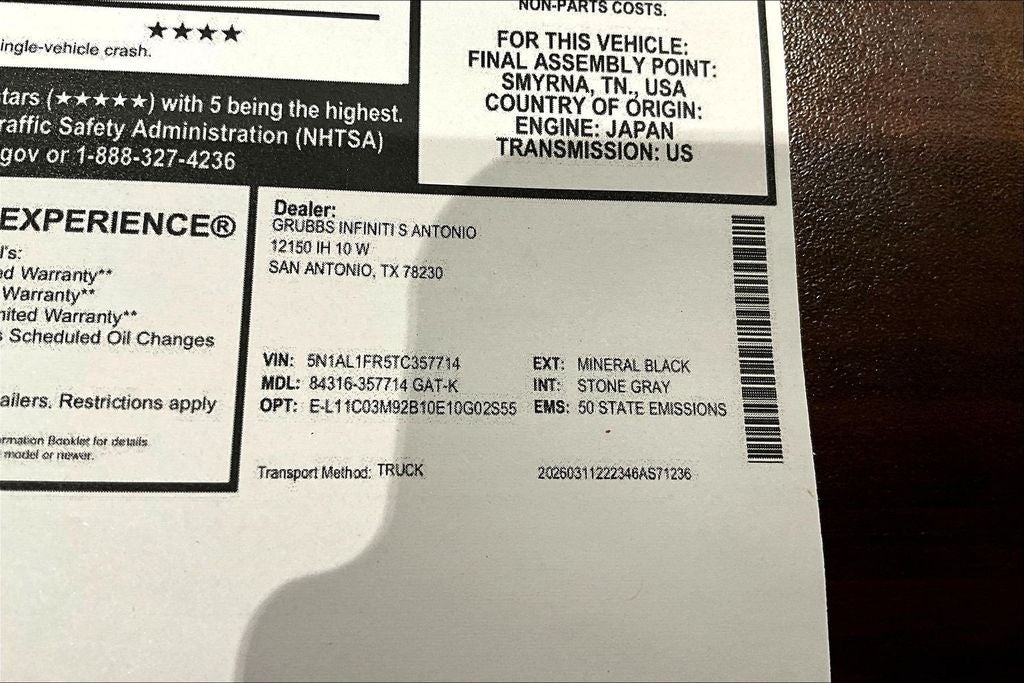 NON-PARTS COSTS.
★★★★
ingle-vehicle crash.
FOR THIS VEHICLE:
FINAL ASSEMBLY POINT:
SMYRNA, TN., USA
COUNTRY OF ORIGIN:
ENGINE: JAPAN
TRANSMISSION: US
tars (★★★★★) with 5 being the highest.
raffic Safety Administration (NHTSA)
gov or 1-888-327-4236
EXPERIENCE®
l's:
ed Warranty**
Warranty**
nited Warranty**
s Scheduled Oil Changes
ailers. Restrictions apply
rmation Booklet for details.
model or newer.
Dealer:
GRUBBS INFINITI S ANTONIO
12150 IH 10 W
SAN ANTONIO, TX 78230
VIN: 5N1AL1FR5TC357714
MDL: 84316-357714 GAT-K
OPT: E-L11C03M92B10E10G02S55
EXT: MINERAL BLACK
INT: STONE GRAY
EMS: 50 STATE EMISSIONS
Transport Method: TRUCK
20260311222346AS71236